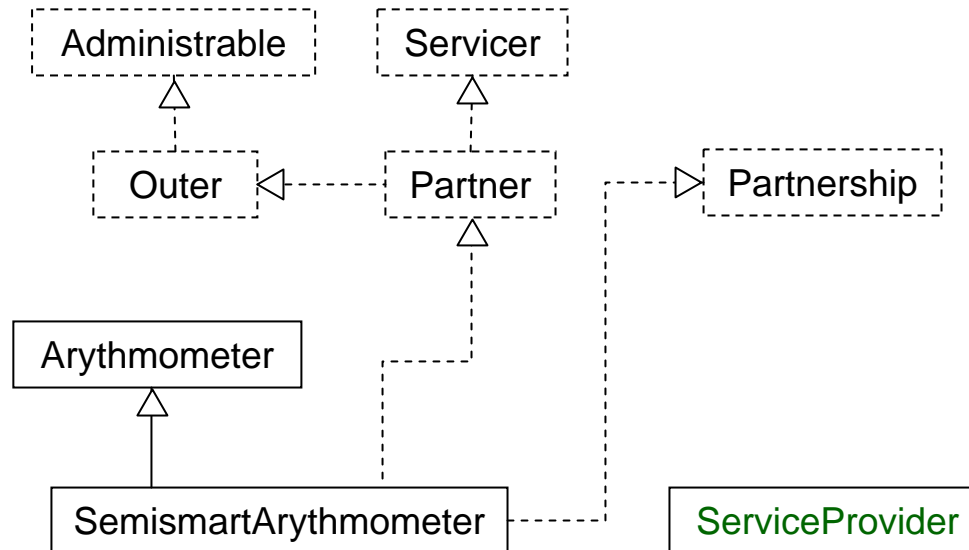 Administrable
Servicer
Outer
Partner
Partnership
Arythmometer
SemismartArythmometer
ServiceProvider